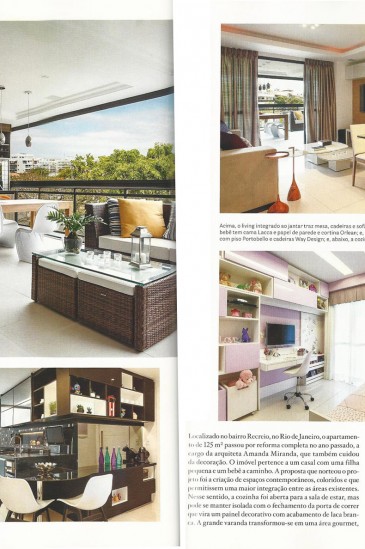 Acima, o living integrado ao jantar traz mesa, cadeiras e sofá
bebê tem cama Lacca e papel de parede e cortina Orlean; e,
com piso Portobello e cadeiras Way Design; e, abaixo, a cozi
Localizado no bairro Recreio, no Rio de Janeiro, o apartamen-
to de 125 m² passou por reforma completa no ano passado, a
cargo da arquiteta Amanda Miranda, que também cuidou
da decoração. O imóvel pertence a um casal com uma filha
pequena e um bebê a caminho. A proposta que norteou o pro-
jeto foi a criação de espaços contemporâneos, coloridos e que
permitissem uma maior integração entre as áreas existentes.
Nesse sentido, a cozinha foi aberta para a sala de estar, mas
pode se manter isolada com o fechamento da porta de correr
que vira um painel decorativo com acabamento de laca bran-
ca. A grande varanda transformou-se em uma área gourmet,